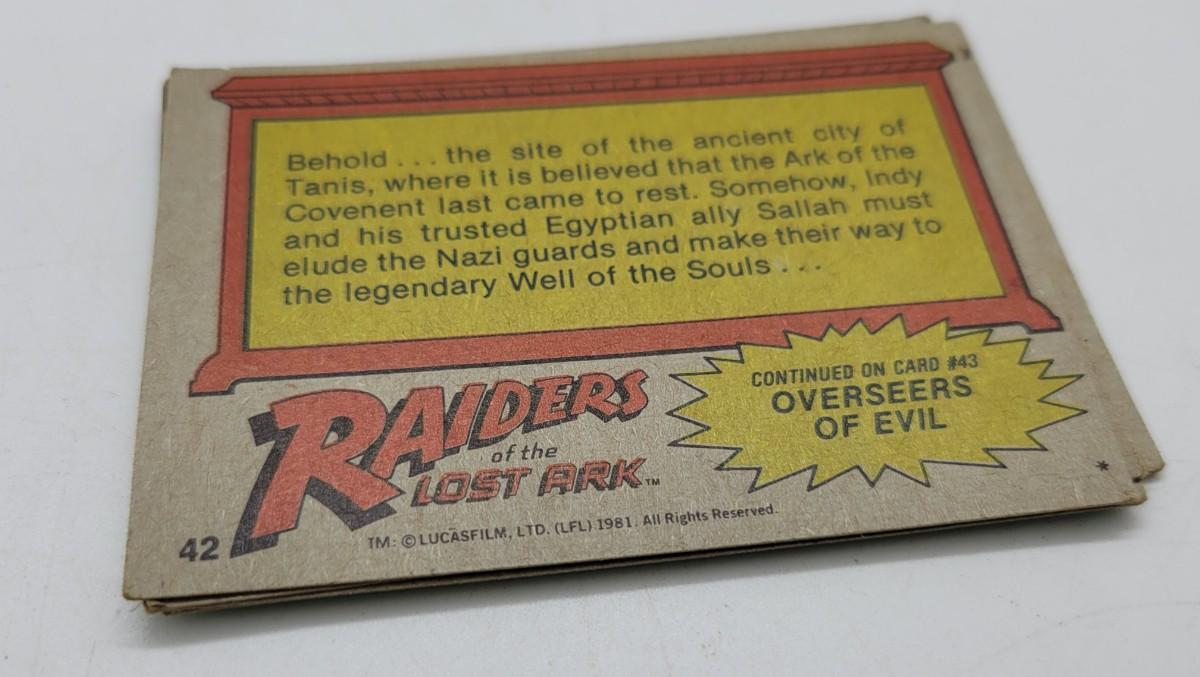 Behold... the site of the ancient city of
Tanis, where it is believed that the Ark of the
Covenent last came to rest. Somehow, Indy
and his trusted Egyptian ally Sallah must
elude the Nazi guards and make their way to
the legendary Well of the Souls...
CONTINUED ON CARD #43
OVERSEERS
OF EVIL
RAIDERS
of the
LOST ARK™
*
42
TM: © LUCASFILM, LTD. (LFL) 1981. All Rights Reserved.